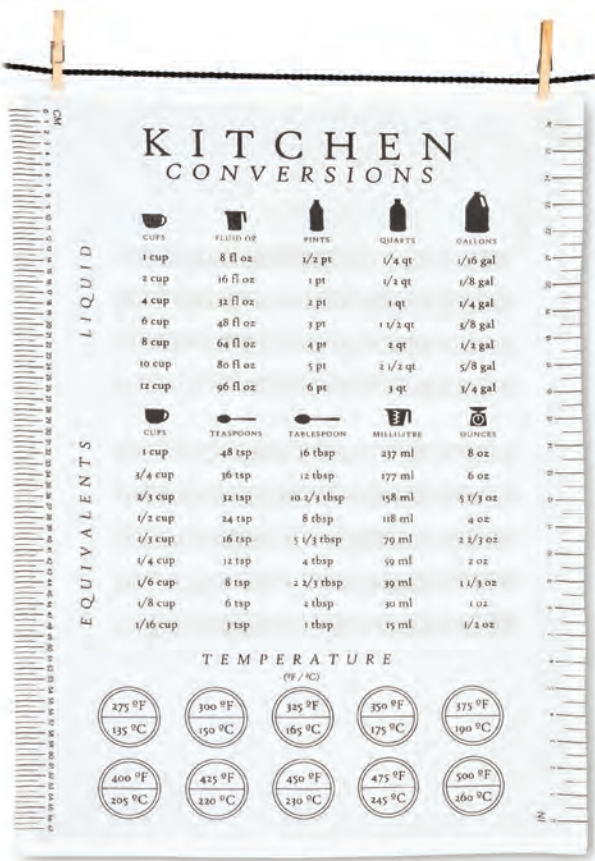 KITCHEN
CONVERSIONS
LIQUID
CUPS FLUID OZ PINTS QUARTS GALLONS
1 cup 8 fl oz 1/2 pt 1/4 qt 1/16 gal
2 cup 16 fl oz 1 pt 1/2 qt 1/8 gal
4 cup 32 fl oz 2 pt 1 qt 1/4 gal
6 cup 48 fl oz 3 pt 1 1/2 qt 3/8 gal
8 cup 64 fl oz 4 pt 2 qt 1/2 gal
10 cup 80 fl oz 5 pt 2 1/2 qt 5/8 gal
12 cup 96 fl oz 6 pt 3 qt 3/4 gal
EQUIVALENTS
CUPS TEASPOONS TABLESPOON MILLILITRE OUNCES
1 cup 48 tsp 16 tbsp 237 ml 8 oz
3/4 cup 36 tsp 12 tbsp 177 ml 6 oz
2/3 cup 32 tsp 10 2/3 tbsp 158 ml 5 1/3 oz
1/2 cup 24 tsp 8 tbsp 118 ml 4 oz
1/3 cup 16 tsp 5 1/3 tbsp 79 ml 2 2/3 oz
1/4 cup 12 tsp 4 tbsp 59 ml 2 oz
1/6 cup 8 tsp 2 2/3 tbsp 39 ml 1 1/3 oz
1/8 cup 6 tsp 2 tbsp 30 ml 1 oz
1/16 cup 3 tsp 1 tbsp 15 ml 1/2 oz
TEMPERATURE
(ºF / ºC)
275 ºF 300 ºF 325 ºF 350 ºF 375 ºF
135 ºC 150 ºC 165 ºC 175 ºC 190 ºC
400 ºF 425 ºF 450 ºF 475 ºF 500 ºF
205 ºC 220 ºC 230 ºC 245 ºC 260 ºC
CM
IN